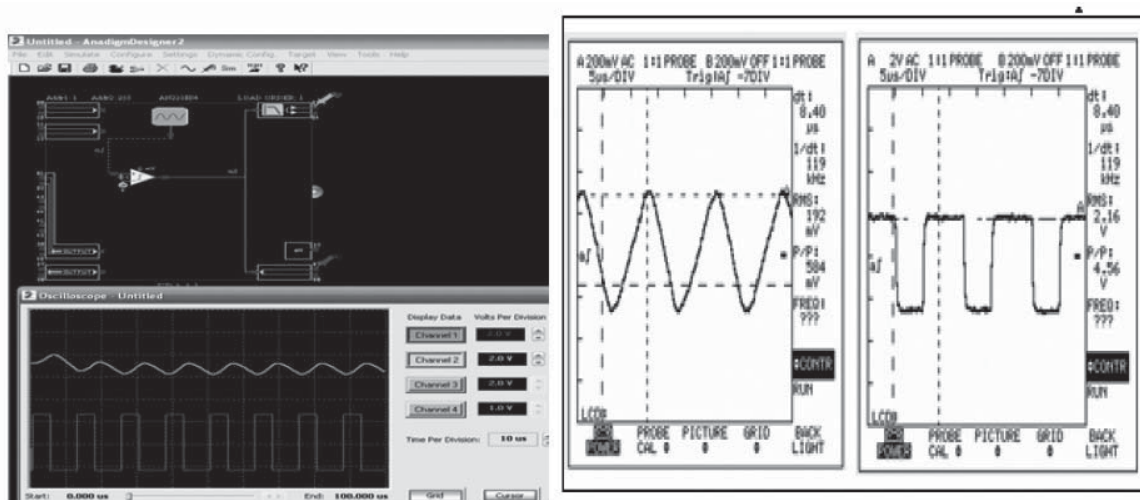 Untitled - AnadigmDesigner2
File Edit Simulate Configure Settings Dynamic Config. Target View Tools Help
Oscilloscope - Untitled
Display Data Volts Per Division
Channel 1 2.0 V
Channel 2 2.0 V
Channel 3 2.0 V
Channel 4 1.0 V
Time Per Division: 10 us
Start: 0.000 us End: 100.000 us Grid Cursor
A 200mV AC 1:1 PROBE B 200mV OFF 1:1 PROBE
5µs/DIV Trig:A∫ -7DIV
dt:
8.40
µs
1/dt:
119
kHz
RMS:
192
mV
P/P:
584
mV
FREQ:
???
CONTR
RUN
LCD
POWER PROBE CAL PICTURE GRID BACK LIGHT
A 2V AC 1:1 PROBE B 200mV OFF 1:1 PROBE
5µs/DIV Trig:A∫ -7DIV
A
dt:
8.40
µs
1/dt:
119
kHz
RMS:
2.16
V
P/P:
4.56
V
FREQ:
???
CONTR
RUN
LCD
POWER PROBE CAL PICTURE GRID BACK LIGHT